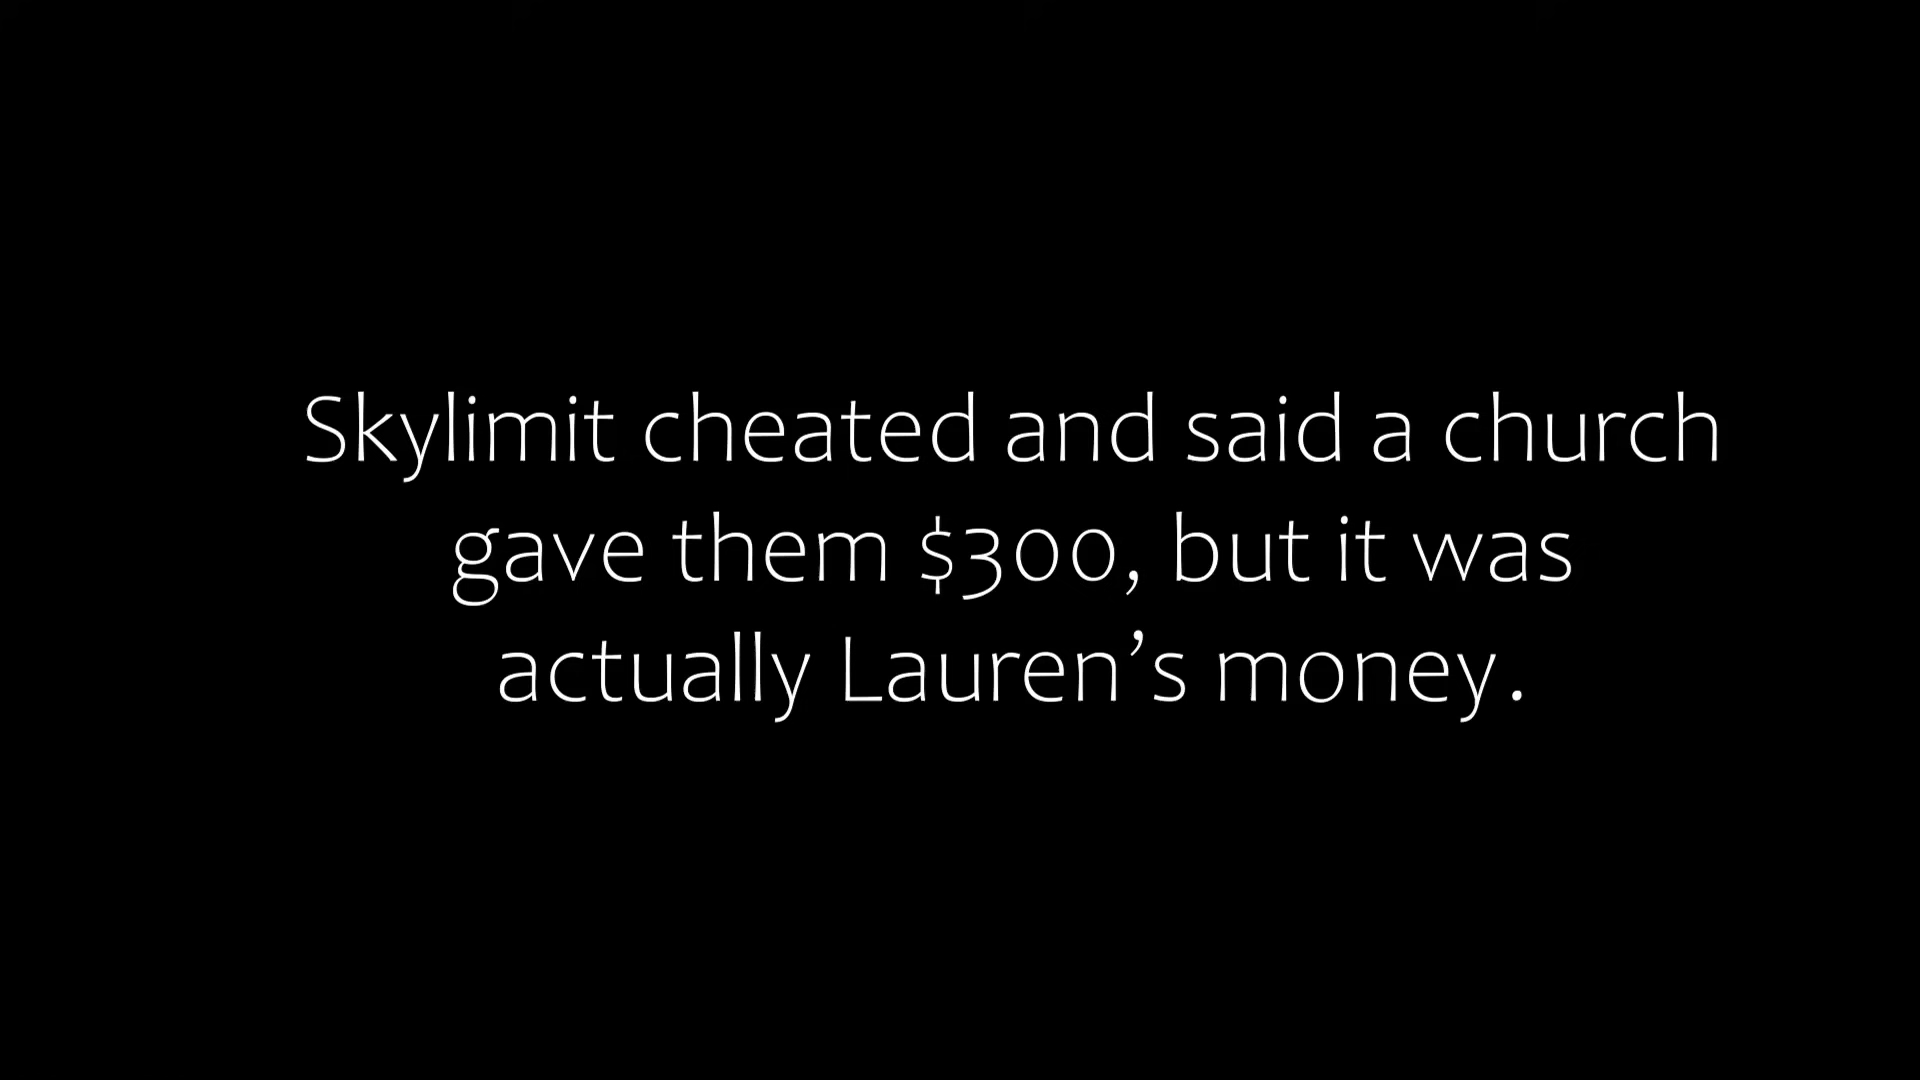 Skylimit cheated and said a church
gave them $300, but it was
actually Lauren’s money.